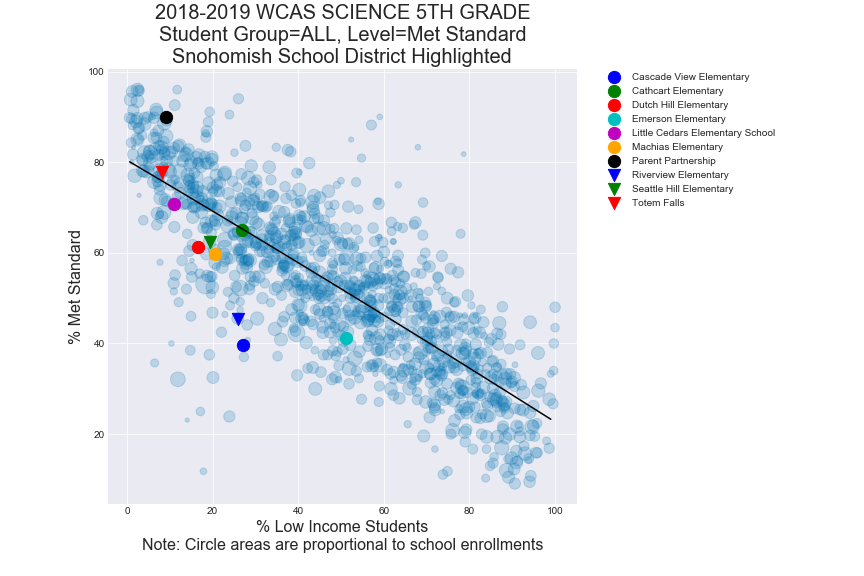 2018-2019 WCAS SCIENCE 5TH GRADE
Student Group=ALL, Level=Met Standard
Snohomish School District Highlighted
100
80
60
40
20
% Met Standard
0
20
40
60
80
100
% Low Income Students
Note: Circle areas are proportional to school enrollments
Cascade View Elementary
Cathcart Elementary
Dutch Hill Elementary
Emerson Elementary
Little Cedars Elementary School
Machias Elementary
Parent Partnership
Riverview Elementary
Seattle Hill Elementary
Totem Falls